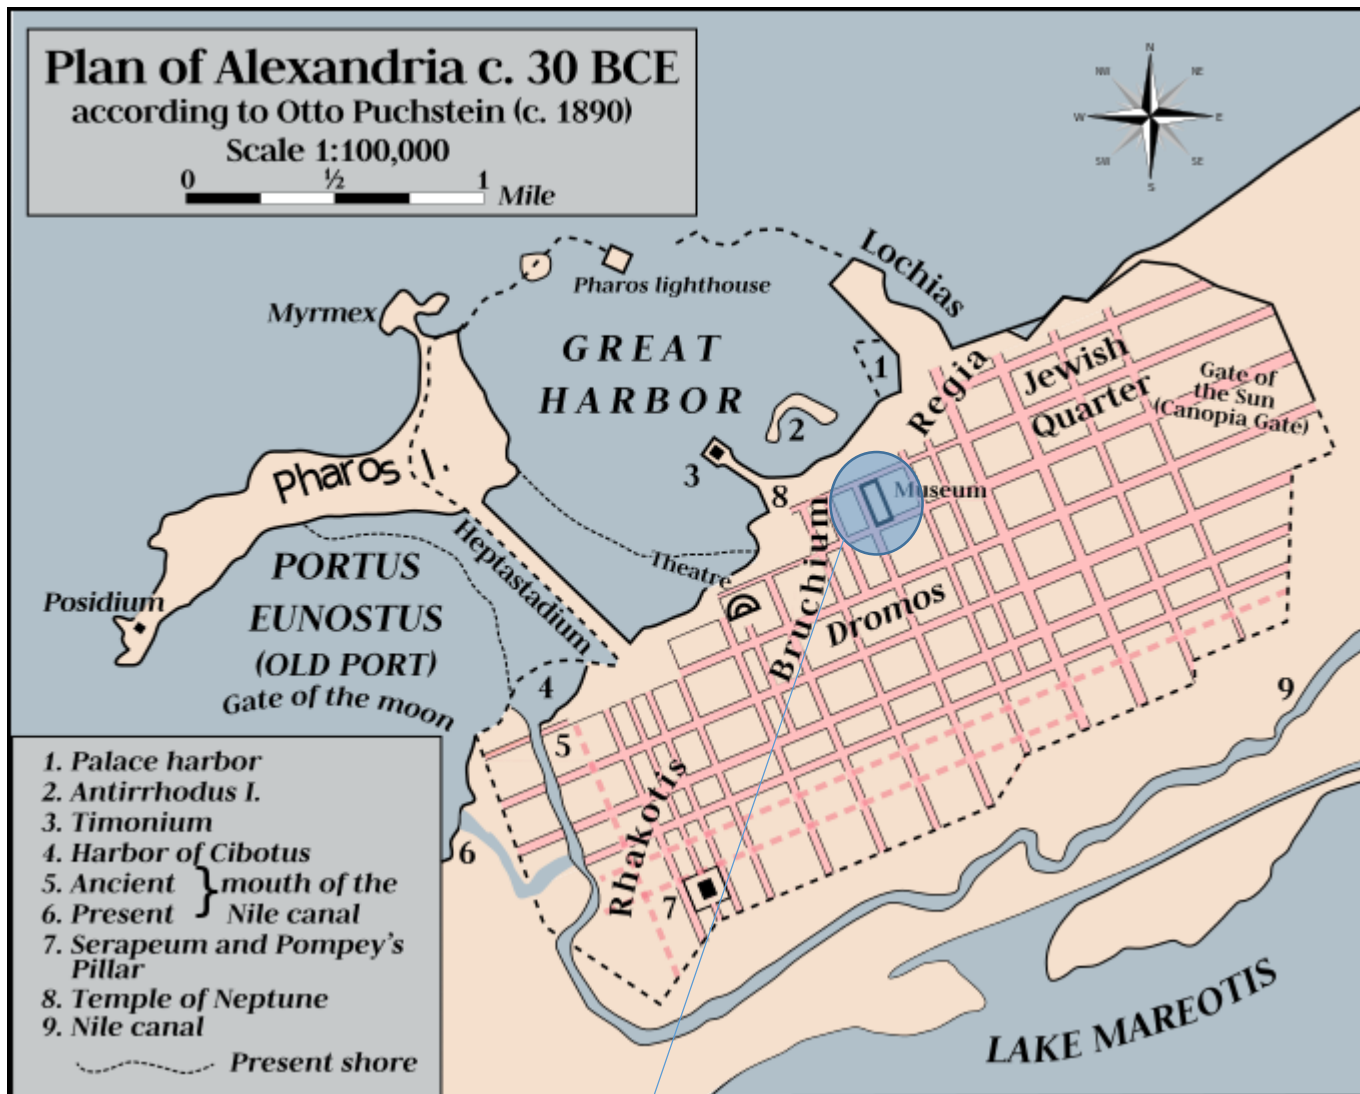 Plan of Alexandria c. 30 BCE
according to Otto Puchstein (c. 1890)
Scale 1:100,000
0 ½ 1
Mile
N
NW NE
W E
SW SE
S
Lochias
Pharos lighthouse
Myrmex
GREAT
HARBOR
1
2
3
Regia
Jewish
Quarter
Gate of
the Sun
(Canopia Gate)
Pharos I.
8
Museum
Heptastadium
Theatre
Bruchium
Dromos
PORTUS
EUNOSTUS
(OLD PORT)
Posidium
Gate of the moon
4
5
9
Rhakotis
6
7
LAKE MAREOTIS
1. Palace harbor
2. Antirrhodus I.
3. Timonium
4. Harbor of Cibotus
5. Ancient } mouth of the
6. Present Nile canal
7. Serapeum and Pompey's
Pillar
8. Temple of Neptune
9. Nile canal
Present shore